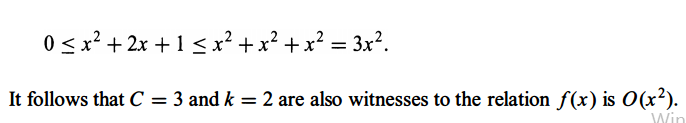 0 ≤ x² + 2x + 1 ≤ x² + x² + x² = 3x².
It follows that C = 3 and k = 2 are also witnesses to the relation f(x) is O(x²).
Win